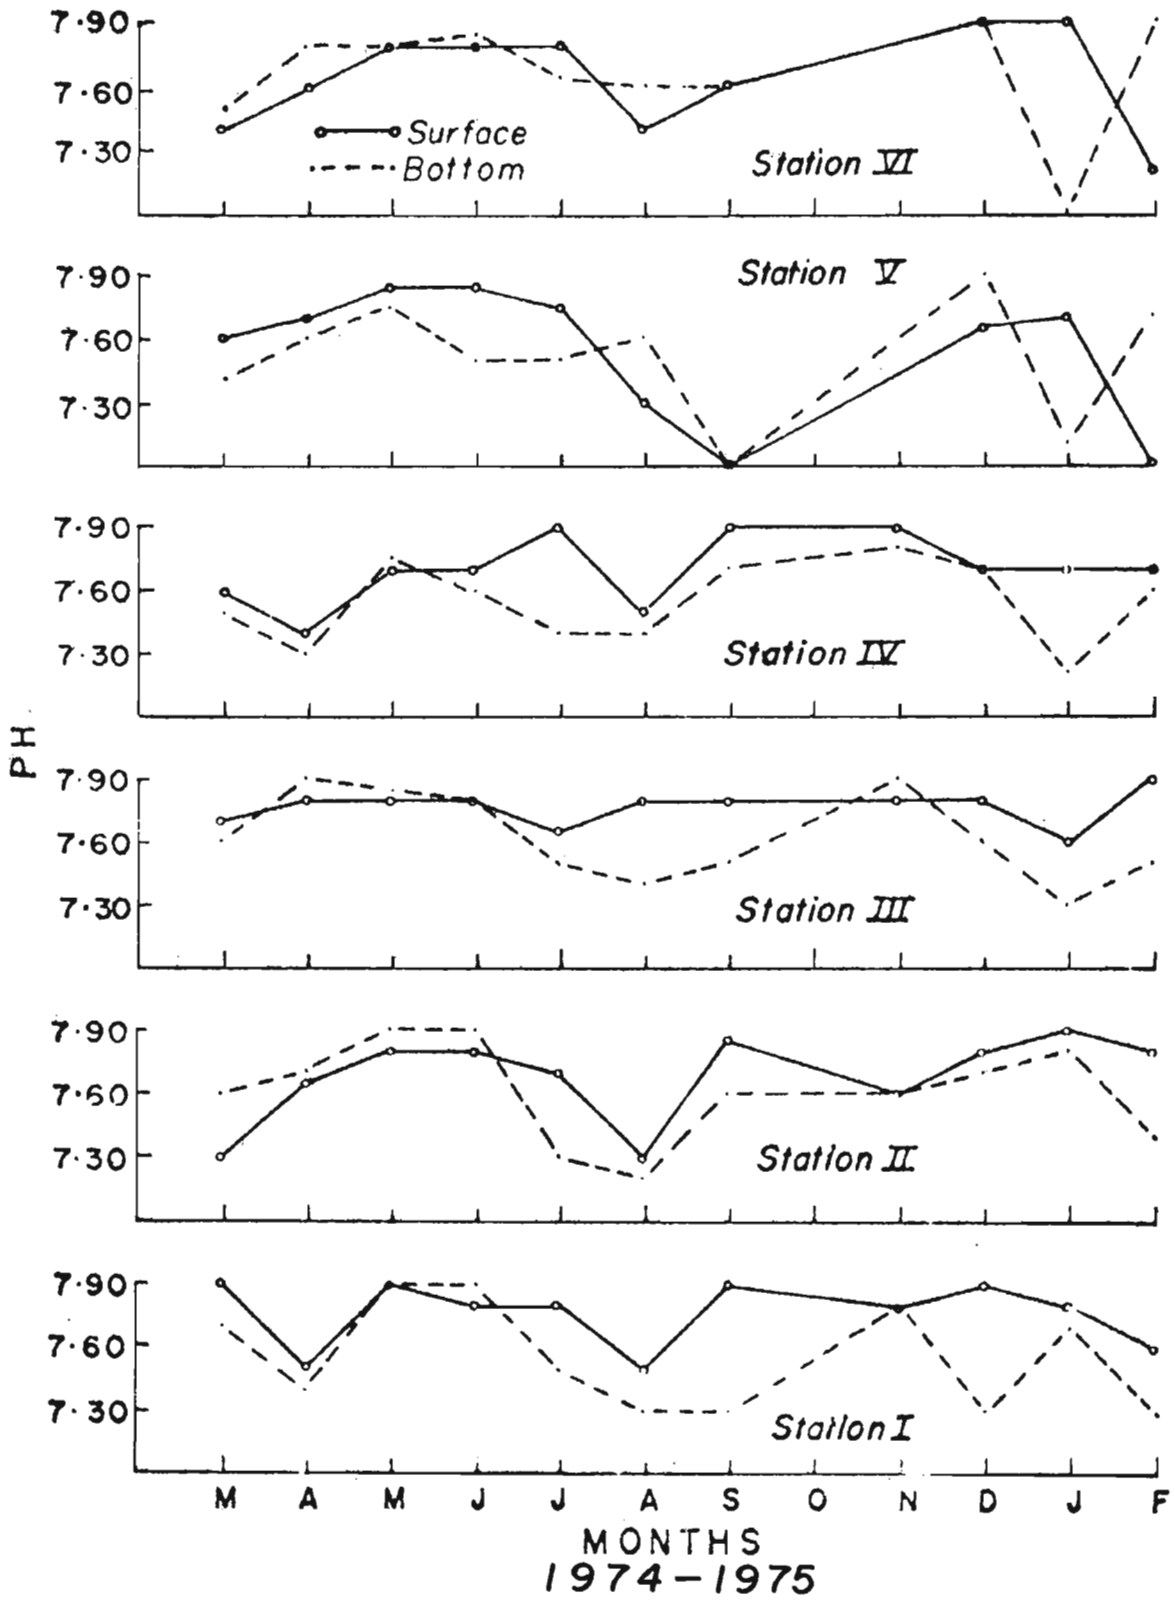 7.90
7.60
7.30
Surface
Bottom
Station VI
7.90
7.60
7.30
Station V
7.90
7.60
7.30
Station IV
PH
7.90
7.60
7.30
Station III
7.90
7.60
7.30
Station II
7.90
7.60
7.30
Station I
M A M J J A S O N D J F
MONTHS
1974-1975